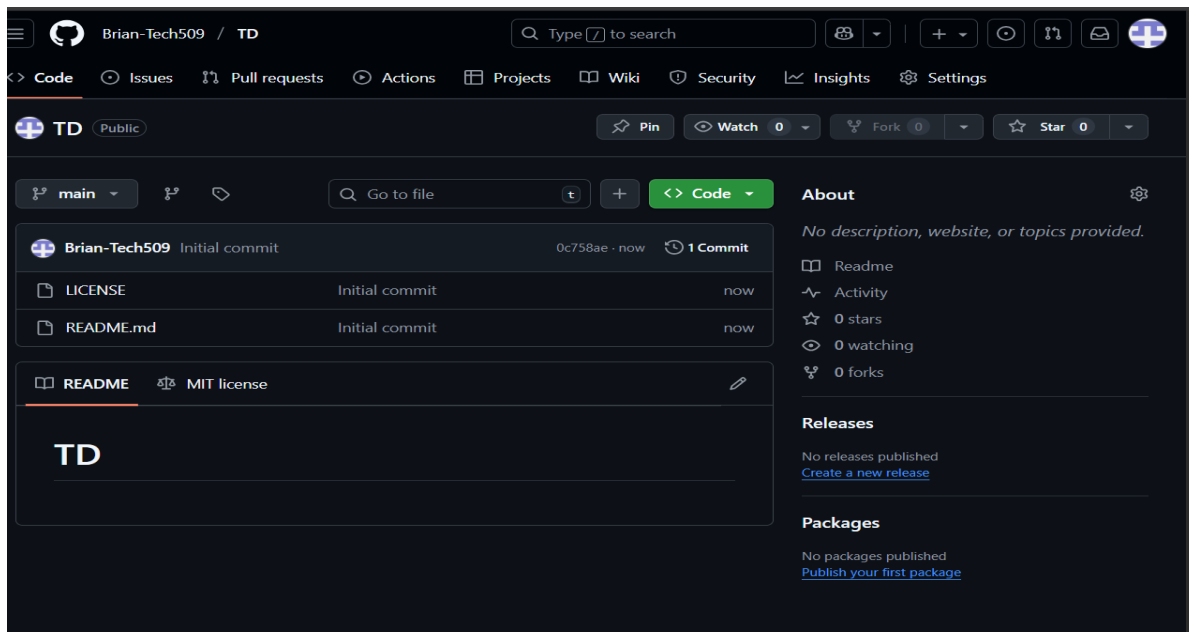 Brian-Tech509 / TD
Type / to search
Code Issues Pull requests Actions Projects Wiki Security Insights Settings
TD Public
Pin Watch 0 Fork 0 Star 0
main
Go to file t
Code
Brian-Tech509 Initial commit 0c758ae · now 1 Commit
LICENSE Initial commit now
README.md Initial commit now
README MIT license
TD
About
No description, website, or topics provided.
Readme
Activity
0 stars
0 watching
0 forks
Releases
No releases published
Create a new release
Packages
No packages published
Publish your first package